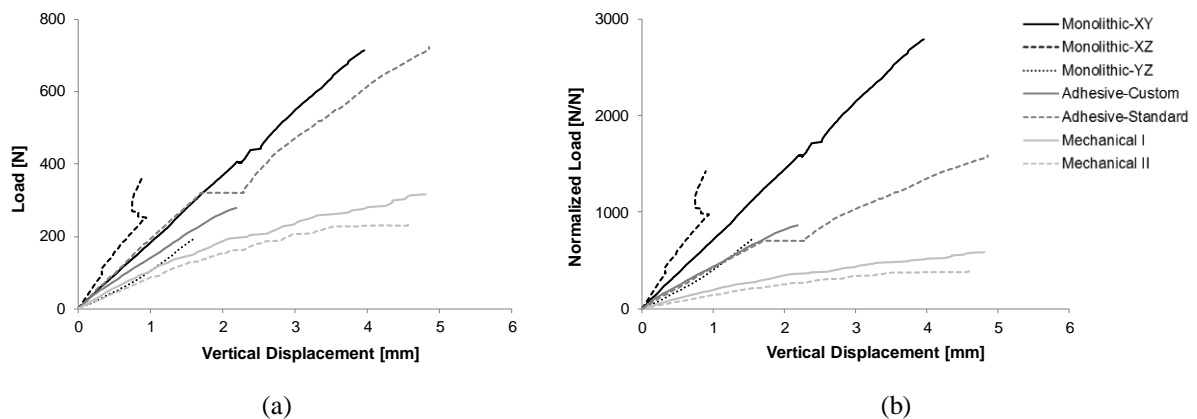 800
600
400
200
0
Load [N]
0 1 2 3 4 5 6
Vertical Displacement [mm]
(a)
3000
2000
1000
0
Normalized Load [N/N]
0 1 2 3 4 5 6
Vertical Displacement [mm]
(b)
Monolithic-XY
Monolithic-XZ
Monolithic-YZ
Adhesive-Custom
Adhesive-Standard
Mechanical I
Mechanical II